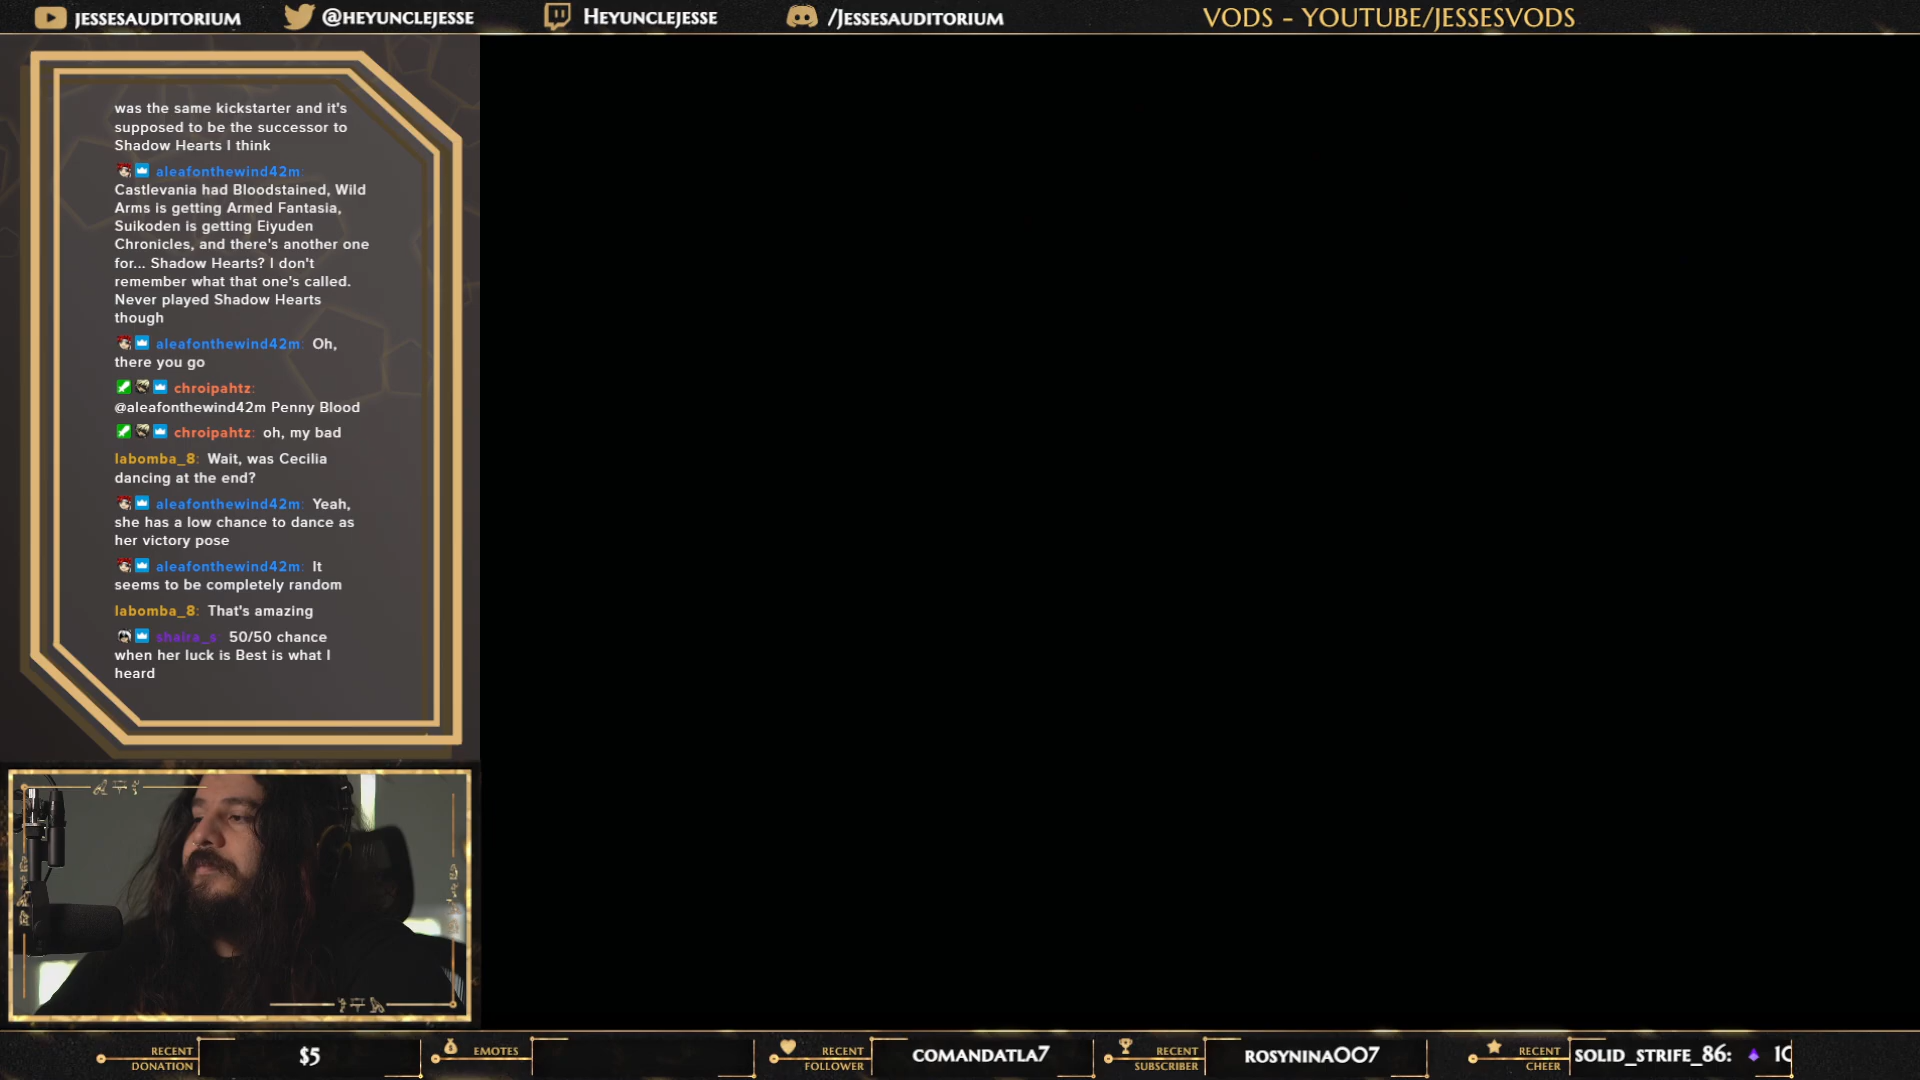 JESSESAUDITORIUM
@HEYUNCLEJESSE
HEYUNCLEJESSE
/JESSESAUDITORIUM
VODS - YOUTUBE/JESSESVODS
was the same kickstarter and it's
supposed to be the successor to
Shadow Hearts I think
aleafonthewind42m:
Castlevania had Bloodstained, Wild
Arms is getting Armed Fantasia,
Suikoden is getting Eiyuden
Chronicles, and there's another one
for... Shadow Hearts? I don't
remember what that one's called.
Never played Shadow Hearts
though
aleafonthewind42m: Oh,
there you go
chroipahtz:
@aleafonthewind42m Penny Blood
chroipahtz: oh, my bad
labomba_8: Wait, was Cecilia
dancing at the end?
aleafonthewind42m: Yeah,
she has a low chance to dance as
her victory pose
aleafonthewind42m: It
seems to be completely random
labomba_8: That's amazing
shaira_s: 50/50 chance
when her luck is Best is what I
heard
RECENT
DONATION
$5
EMOTES
RECENT
FOLLOWER
COMANDATLA7
RECENT
SUBSCRIBER
ROSYNINA007
RECENT
CHEER
SOLID_STRIFE_86: